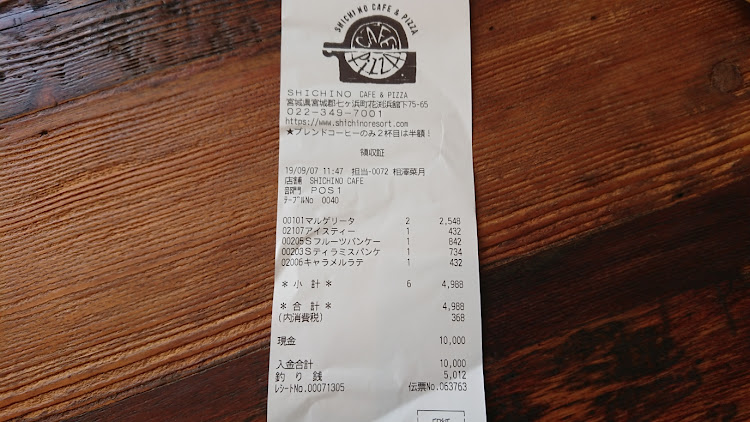 SHICHI NO CAFE & PIZZA
CAFE
PIZZA
SHICHINO CAFE & PIZZA
宮城県宮城郡七ヶ浜町花渕浜舘下75-65
022-349-7001
https://www.shichinoresort.com
★ブレンドコーヒーのみ2杯目は半額!
領収証
19/09/07 11:47 担当-0072 相澤菜月
店舗 SHICHINO CAFE
部門 POS1
テーブルNo 0040
00101マルゲリータ 2 2,548
02107アイスティー 1 432
00205Sフルーツパンケー 1 842
00203Sティラミスパンケ 1 734
02006キャラメルラテ 1 432
* 小 計 * 6 4,988
* 合 計 * 4,988
(内消費税) 368
現金 10,000
入金合計 10,000
釣 り 銭 5,012
レシートNo.00071305 伝票No.063763